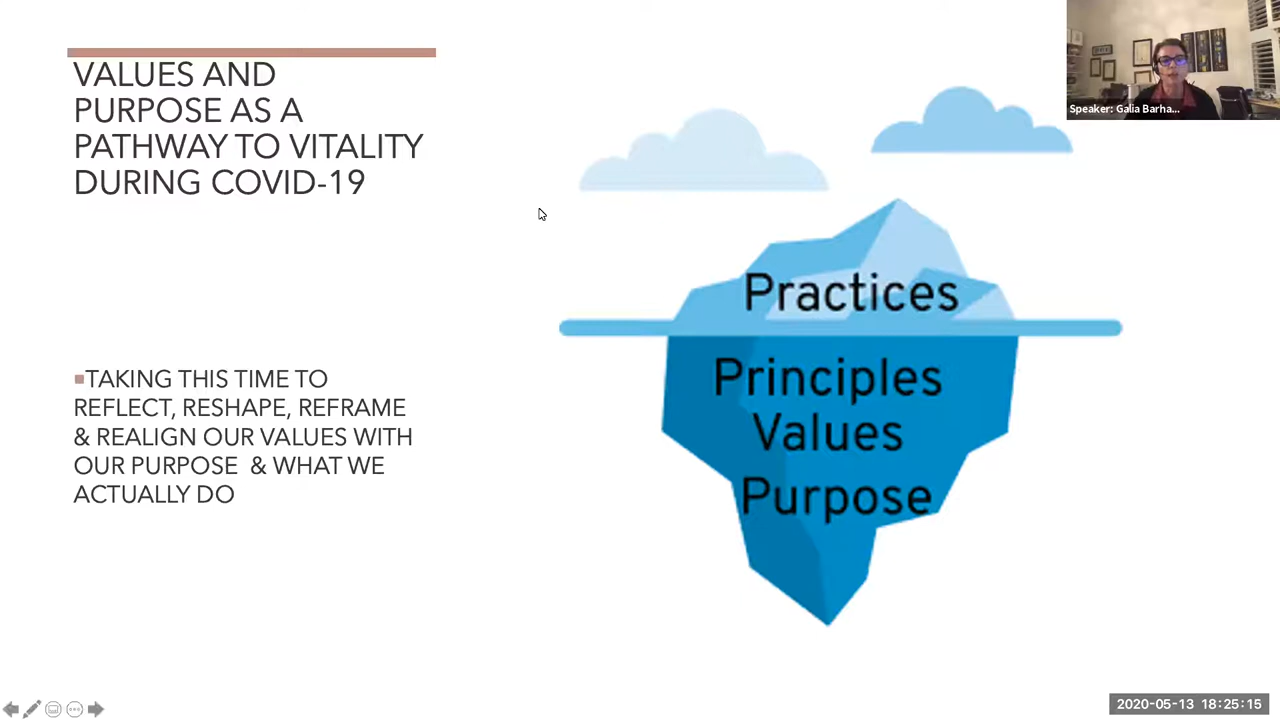 VALUES AND
PURPOSE AS A
PATHWAY TO VITALITY
DURING COVID-19
TAKING THIS TIME TO
REFLECT, RESHAPE, REFRAME
& REALIGN OUR VALUES WITH
OUR PURPOSE & WHAT WE
ACTUALLY DO
Practices
Principles
Values
Purpose
Speaker: Galia Barha...
2020-05-13 18:25:15